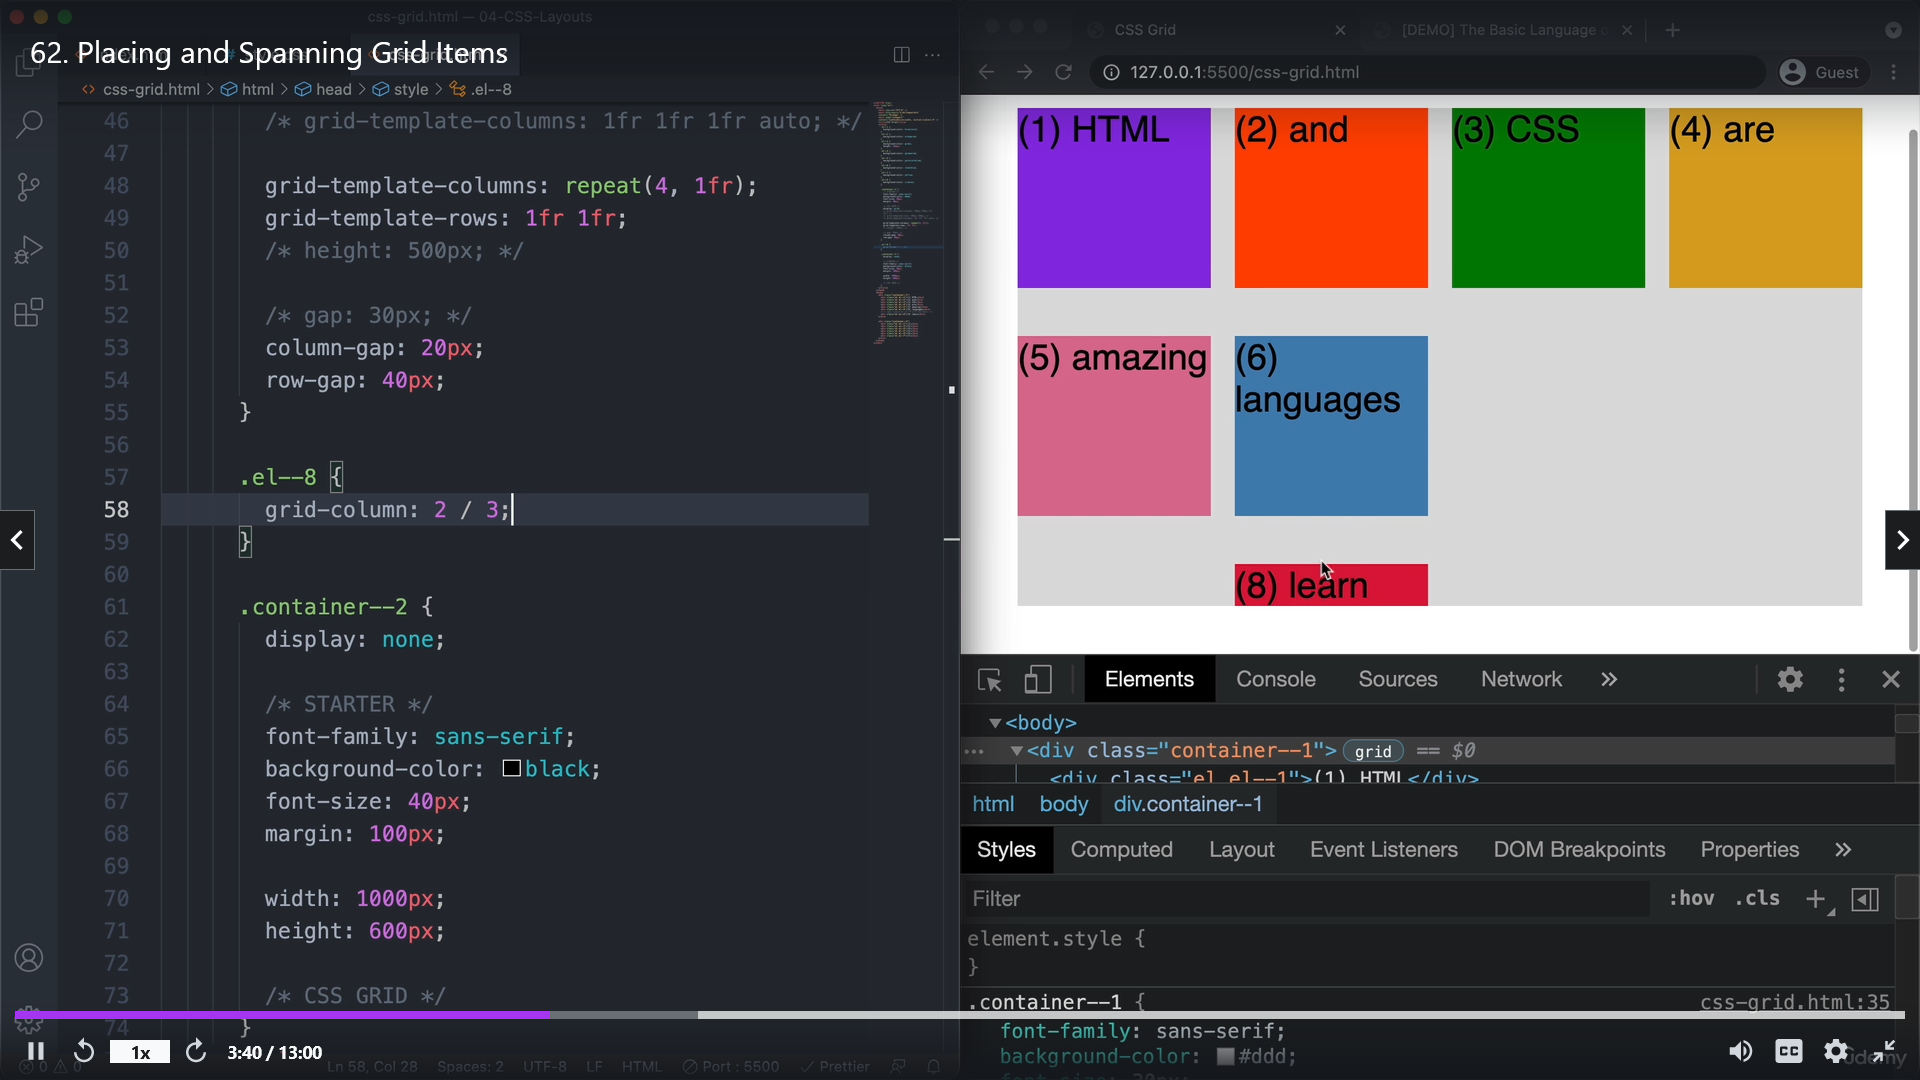 css-grid.html — 04-CSS-Layouts
62. Placing and Spanning Grid Items
css-grid.html > html > head > style > .el--8
46 /* grid-template-columns: 1fr 1fr 1fr auto; */
47
48 grid-template-columns: repeat(4, 1fr);
49 grid-template-rows: 1fr 1fr;
50 /* height: 500px; */
51
52 /* gap: 30px; */
53 column-gap: 20px;
54 row-gap: 40px;
55 }
56
57 .el--8 {
58 grid-column: 2 / 3;
59 }
60
61 .container--2 {
62 display: none;
63
64 /* STARTER */
65 font-family: sans-serif;
66 background-color: black;
67 font-size: 40px;
68 margin: 100px;
69
70 width: 1000px;
71 height: 600px;
72
73 /* CSS GRID */
74 }
1x 3:40 / 13:00
Ln 58, Col 28 Spaces: 2 UTF-8 LF HTML Port : 5500 Prettier
CSS Grid
[DEMO] The Basic Language o
127.0.0.1:5500/css-grid.html
Guest
(1) HTML
(2) and
(3) CSS
(4) are
(5) amazing
(6)
languages
(8) learn
Elements Console Sources Network »
<body>
<div class="container--1"> grid == $0
<div class="el el--1">(1) HTML</div>
html body div.container--1
Styles Computed Layout Event Listeners DOM Breakpoints Properties »
Filter :hov .cls +
element.style {
}
.container--1 { css-grid.html:35
font-family: sans-serif;
background-color: #ddd;
CC
udemy